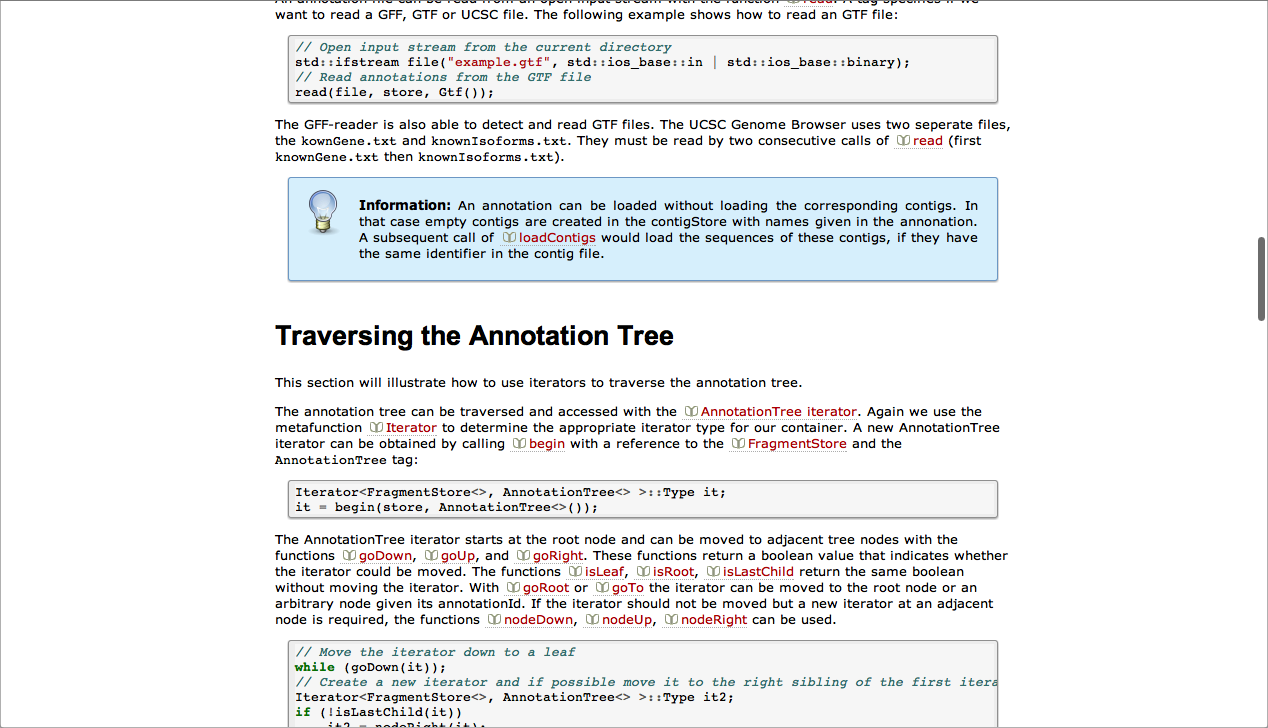 want to read a GFF, GTF or UCSC file. The following example shows how to read an GTF file:
// Open input stream from the current directory
std::ifstream file("example.gtf", std::ios_base::in | std::ios_base::binary);
// Read annotations from the GTF file
read(file, store, Gtf());
The GFF-reader is also able to detect and read GTF files. The UCSC Genome Browser uses two seperate files,
the kownGene.txt and knownIsoforms.txt. They must be read by two consecutive calls of read (first
knownGene.txt then knownIsoforms.txt).
Information: An annotation can be loaded without loading the corresponding contigs. In
that case empty contigs are created in the contigStore with names given in the annonation.
A subsequent call of loadContigs would load the sequences of these contigs, if they have
the same identifier in the contig file.
Traversing the Annotation Tree
This section will illustrate how to use iterators to traverse the annotation tree.
The annotation tree can be traversed and accessed with the AnnotationTree iterator. Again we use the
metafunction Iterator to determine the appropriate iterator type for our container. A new AnnotationTree
iterator can be obtained by calling begin with a reference to the FragmentStore and the
AnnotationTree tag:
Iterator<FragmentStore<>, AnnotationTree<> >::Type it;
it = begin(store, AnnotationTree<>());
The AnnotationTree iterator starts at the root node and can be moved to adjacent tree nodes with the
functions goDown, goUp, and goRight. These functions return a boolean value that indicates whether
the iterator could be moved. The functions isLeaf, isRoot, isLastChild return the same boolean
without moving the iterator. With goRoot or goTo the iterator can be moved to the root node or an
arbitrary node given its annotationId. If the iterator should not be moved but a new iterator at an adjacent
node is required, the functions nodeDown, nodeUp, nodeRight can be used.
// Move the iterator down to a leaf
while (goDown(it));
// Create a new iterator and if possible move it to the right sibling of the first itera
Iterator<FragmentStore<>, AnnotationTree<> >::Type it2;
if (!isLastChild(it))
it2 = nodeRight(it);